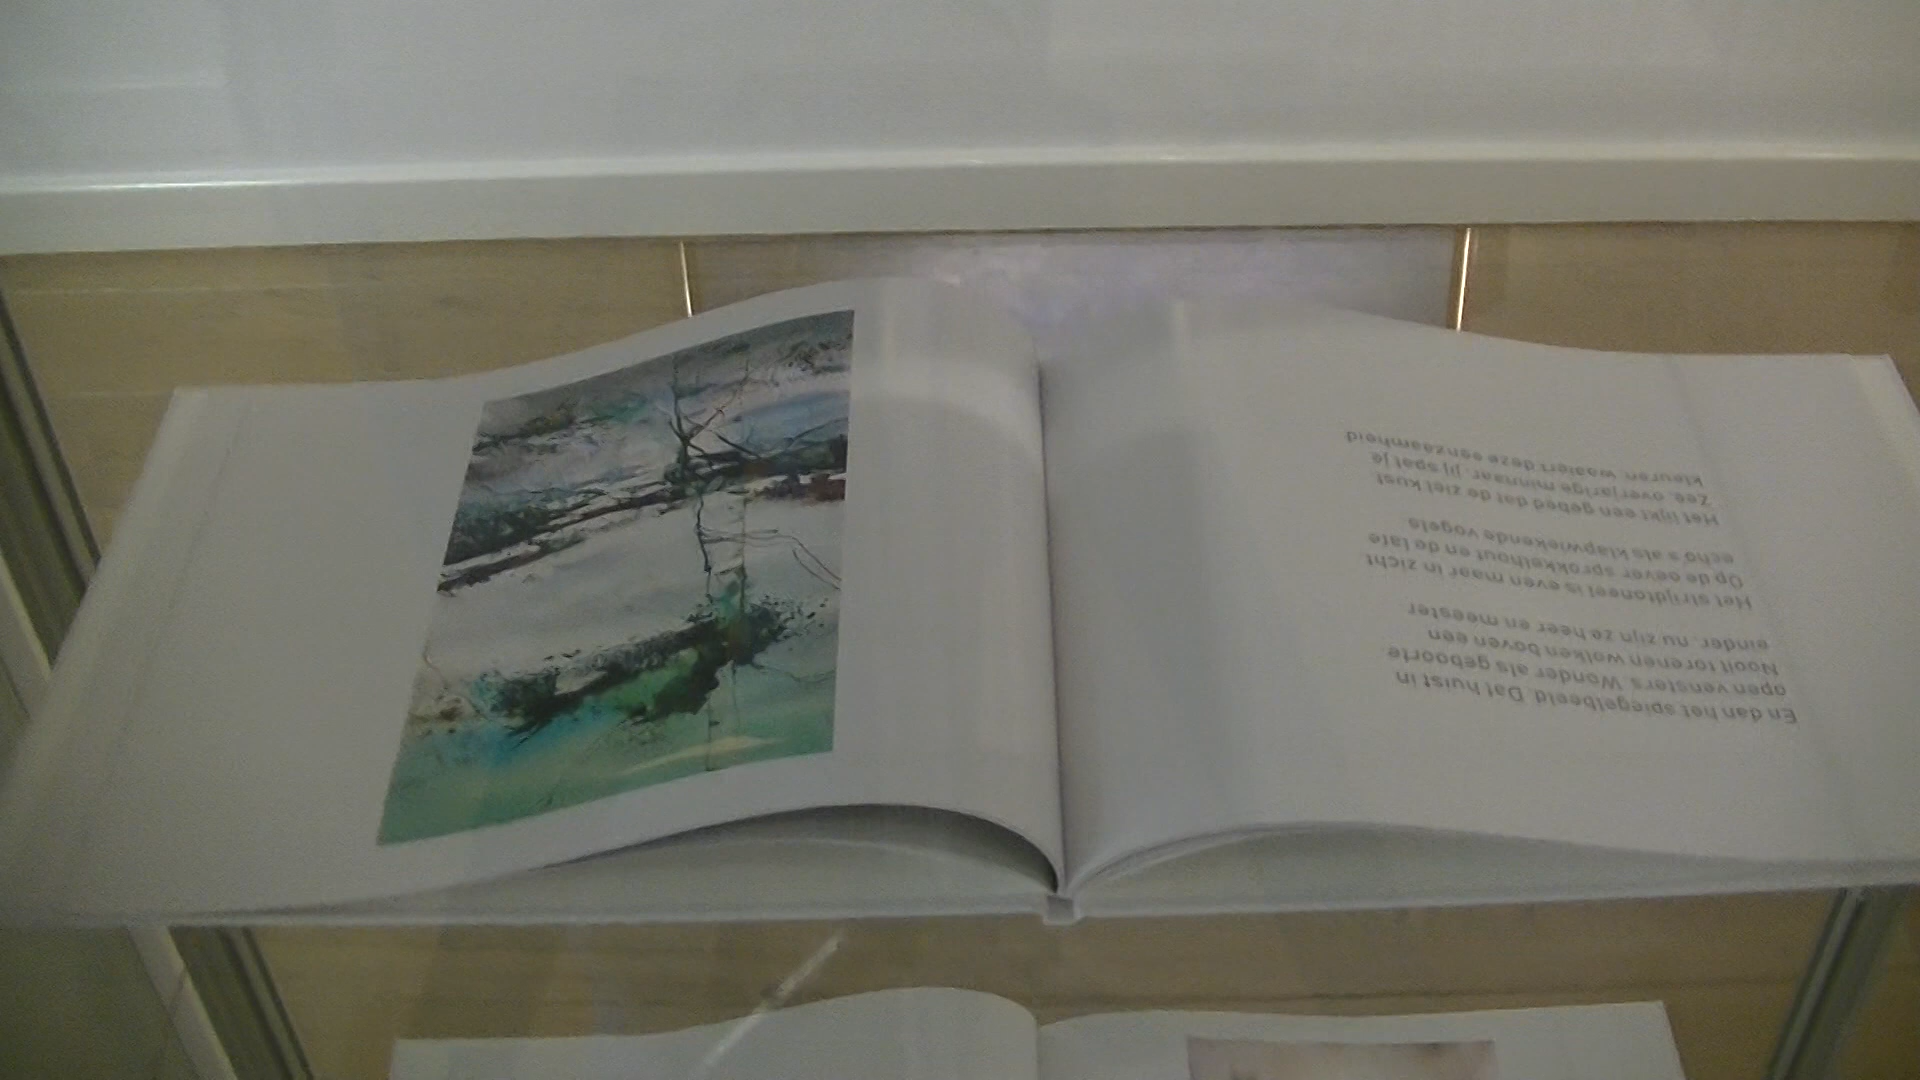 En dan het spiegelbeeld. Dat huist in
open vensters. Wonder als geboorte
Nooit torenen wolken boven een
einder, nu zijn ze heer en meester
Het strijdtoneel is even maar in zicht
Op de oever sprokkelhout en de late
echo's als klapwiekende vogels
Het lijkt een gebed dat de ziel kust
Zee, overjarige minnaar, jij spat je
kleuren, waaiert deze eenzaamheid